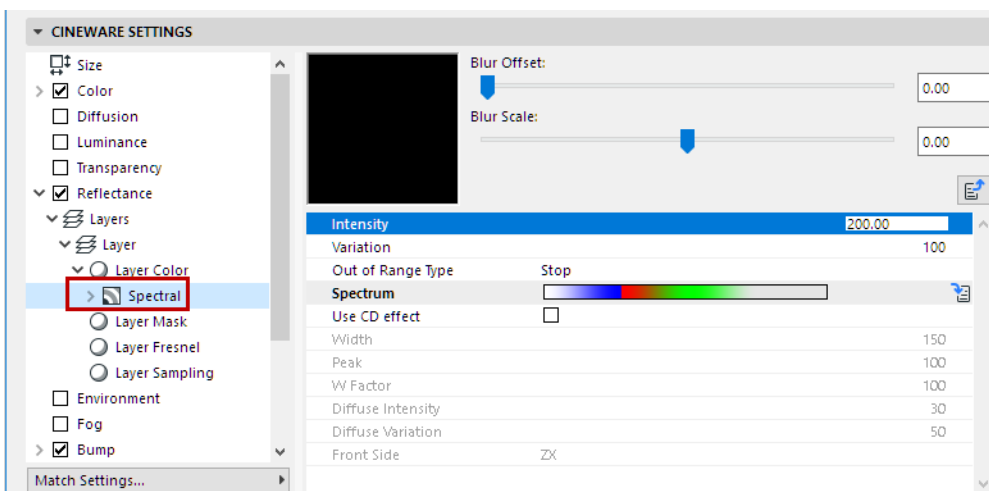 CINEWARE SETTINGS
Size
Color
Diffusion
Luminance
Transparency
Reflectance
Layers
Layer
Layer Color
Spectral
Layer Mask
Layer Fresnel
Layer Sampling
Environment
Fog
Bump
Match Settings...
Blur Offset:
0.00
Blur Scale:
0.00
Intensity 200.00
Variation 100
Out of Range Type Stop
Spectrum
Use CD effect
Width 150
Peak 100
W Factor 100
Diffuse Intensity 30
Diffuse Variation 50
Front Side ZX